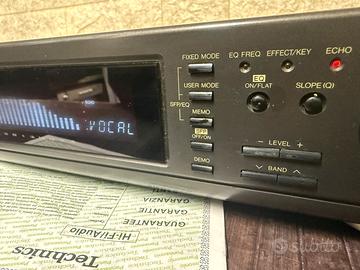 FIXED MODE
EQ FREQ
EFFECT/KEY
ECHO
USER MODE
EQ
ON/FLAT
SLOPE (Q)
SFP/EQ
MEMO
VOCAL
SFP
OFF/ON
− LEVEL +
DEMO
BAND
GARANZIA
GUARANTEE
GARANTIE
Hi-Fi/Audio
Technics
subito